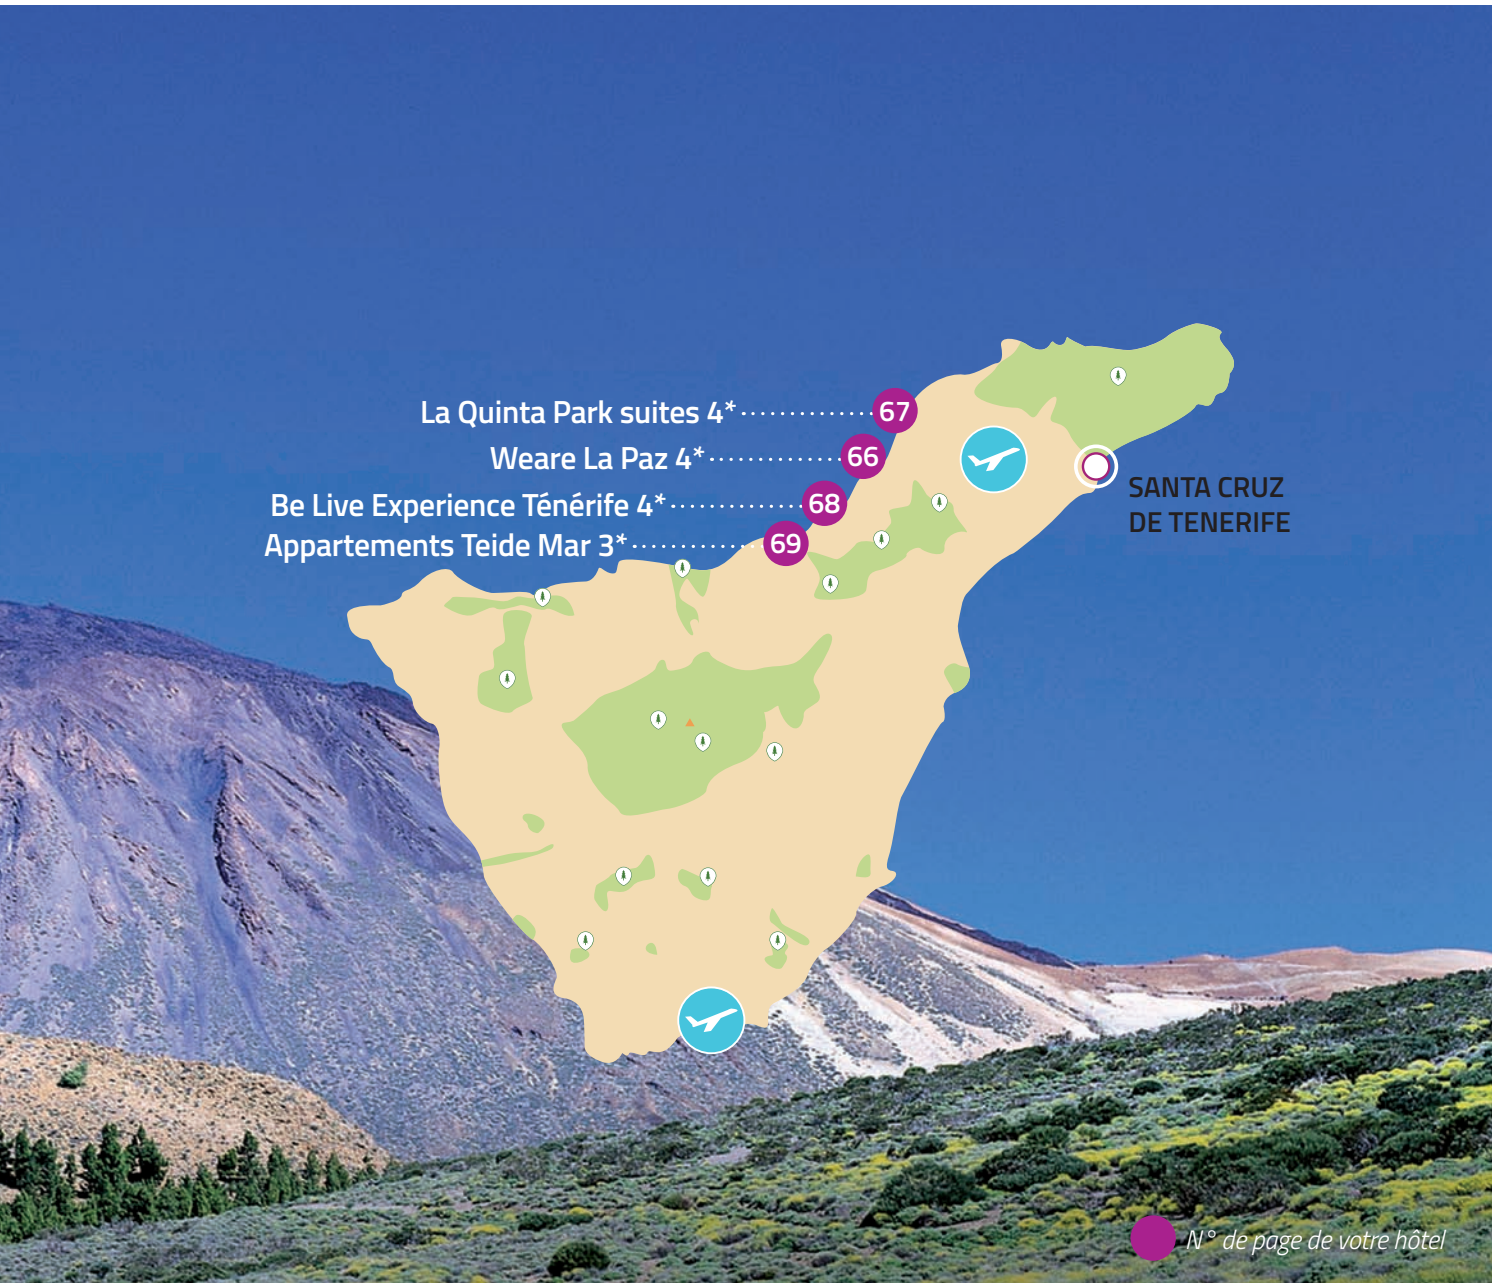 La Quinta Park suites 4*............. 67
Weare La Paz 4*............. 66
Be Live Experience Ténérife 4*............. 68
Appartements Teide Mar 3*............. 69
SANTA CRUZ
DE TENERIFE
N° de page de votre hôtel